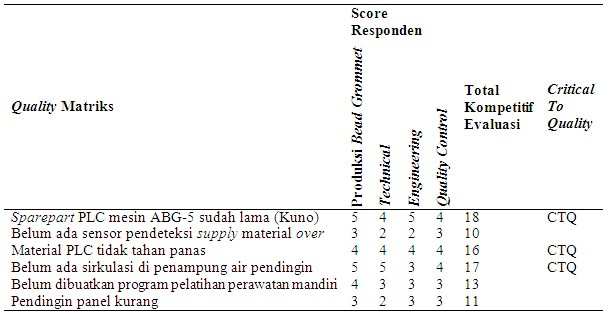 Score
Responden
Quality Matriks
Produksi Bead Grommet
Technical
Engineering
Quality Control
Total
Kompetitif
Evaluasi
Critical
To
Quality
Sparepart PLC mesin ABG-5 sudah lama (Kuno) 5 4 5 4 18 CTQ
Belum ada sensor pendeteksi supply material over 3 2 2 3 10
Material PLC tidak tahan panas 4 4 4 4 16 CTQ
Belum ada sirkulasi di penampung air pendingin 5 5 3 4 17 CTQ
Belum dibuatkan program pelatihan perawatan mandiri 4 3 3 3 13
Pendingin panel kurang 3 2 3 3 11